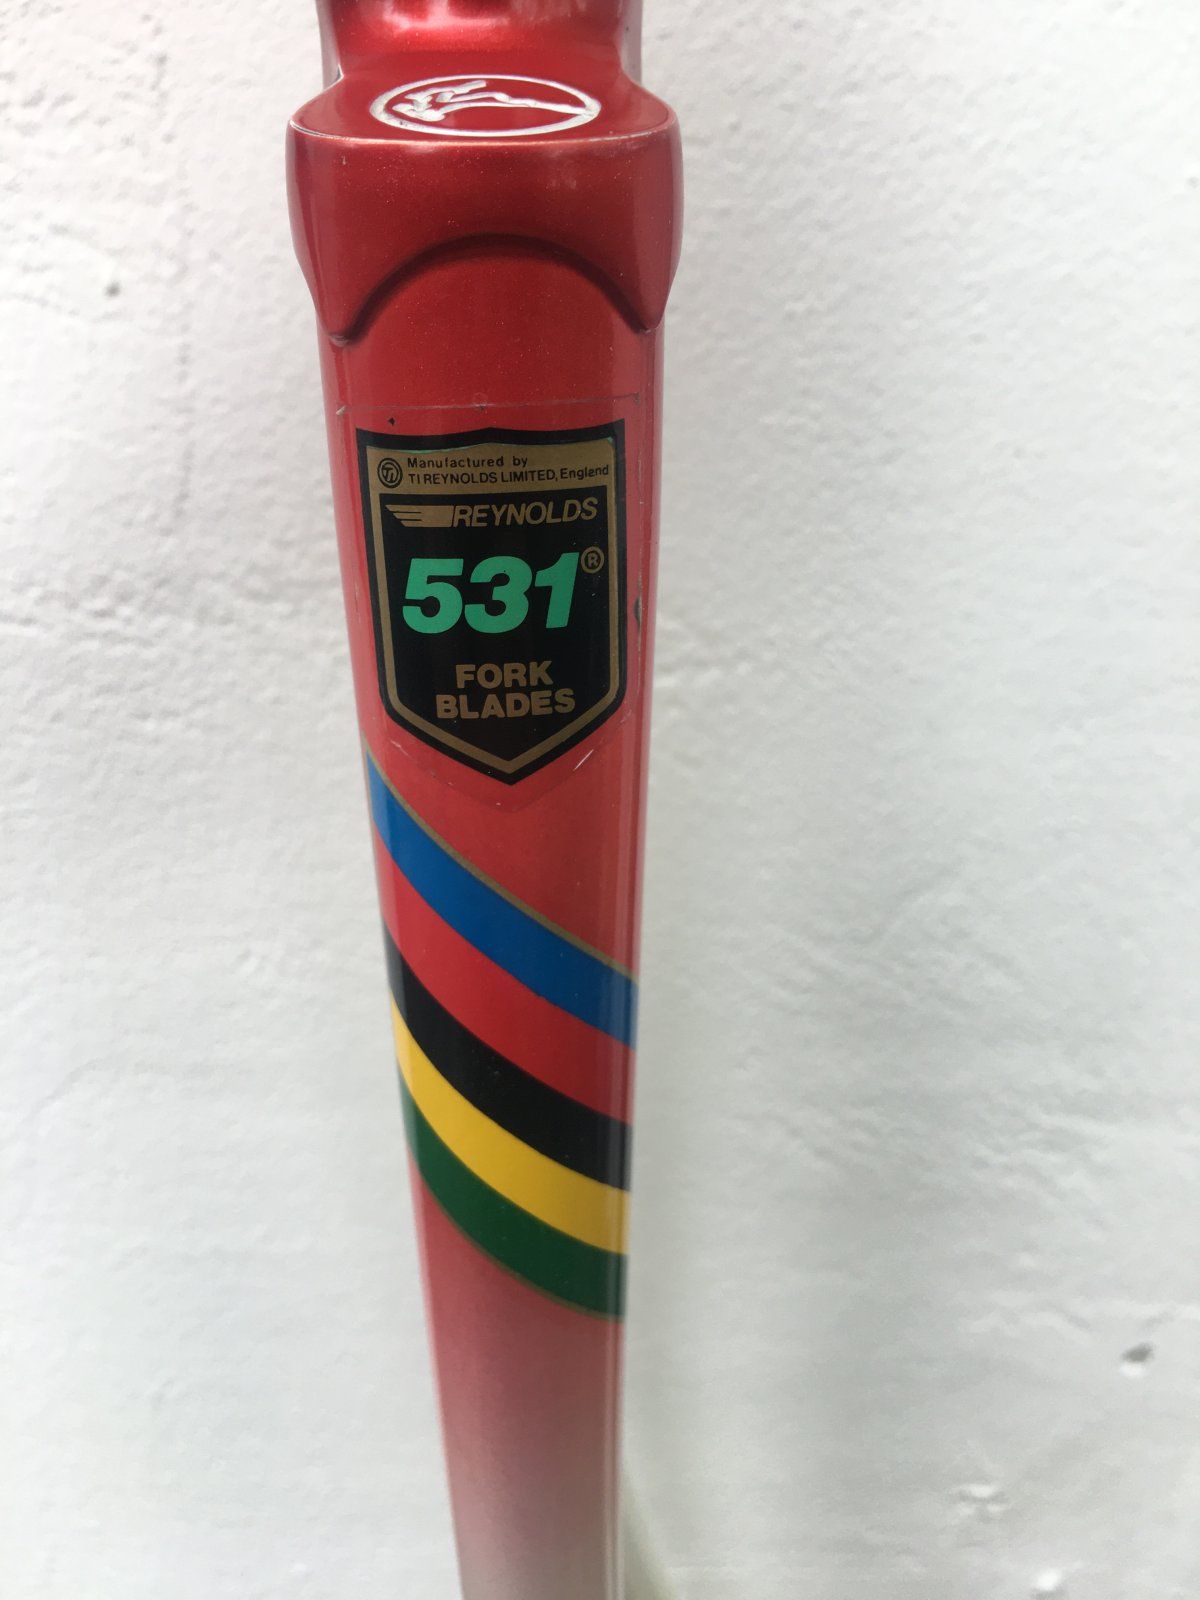 Manufactured by
TI REYNOLDS LIMITED, England
REYNOLDS
531®
FORK
BLADES